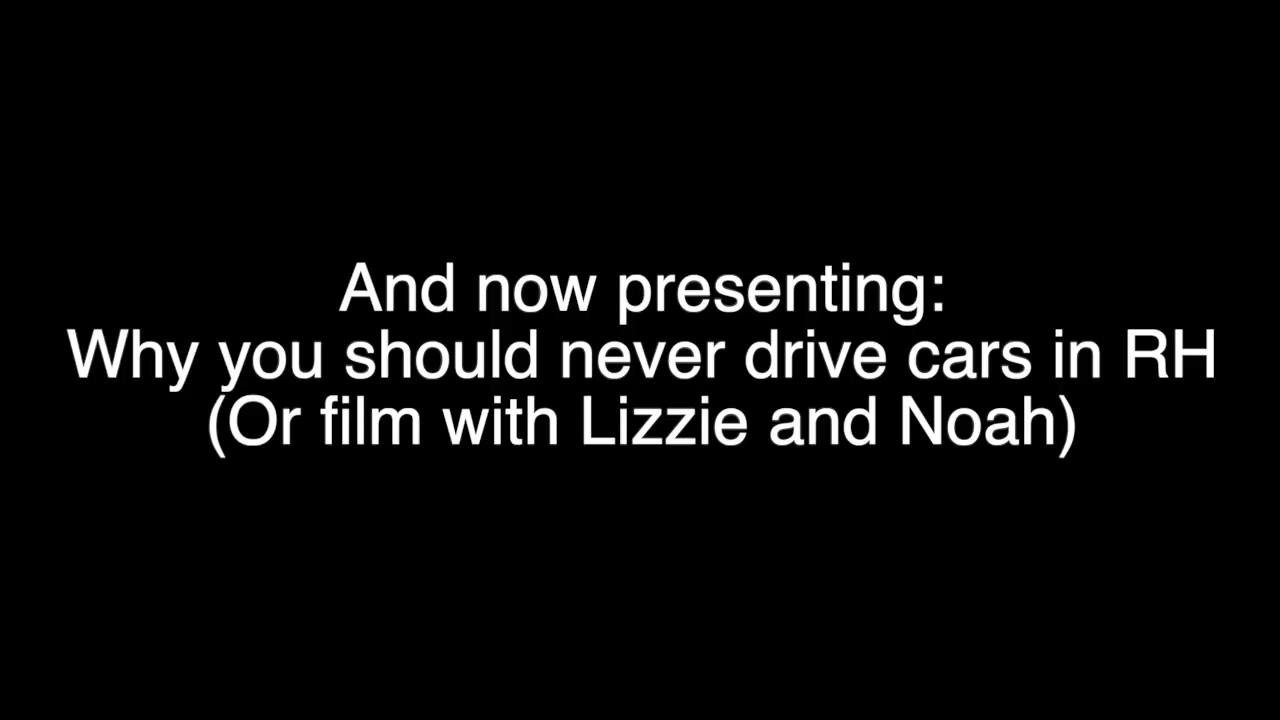 And now presenting:
Why you should never drive cars in RH
(Or film with Lizzie and Noah)